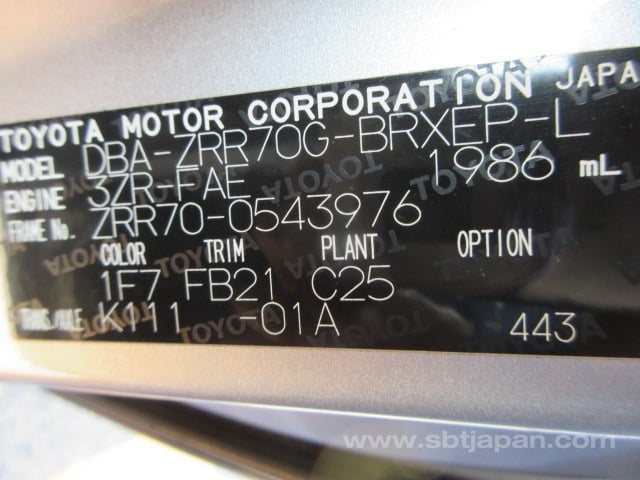 TOYOTA MOTOR CORPORATION JAPA
MODEL DBA-ZRR70G-BRXEP-L
ENGINE 3ZR-FAE 1986 mL
FRAME No. ZRR70-0543976
COLOR TRIM PLANT OPTION
1F7 FB21 C25
TRANS/AXLE K111 -01A 443
www.sbtjapan.com